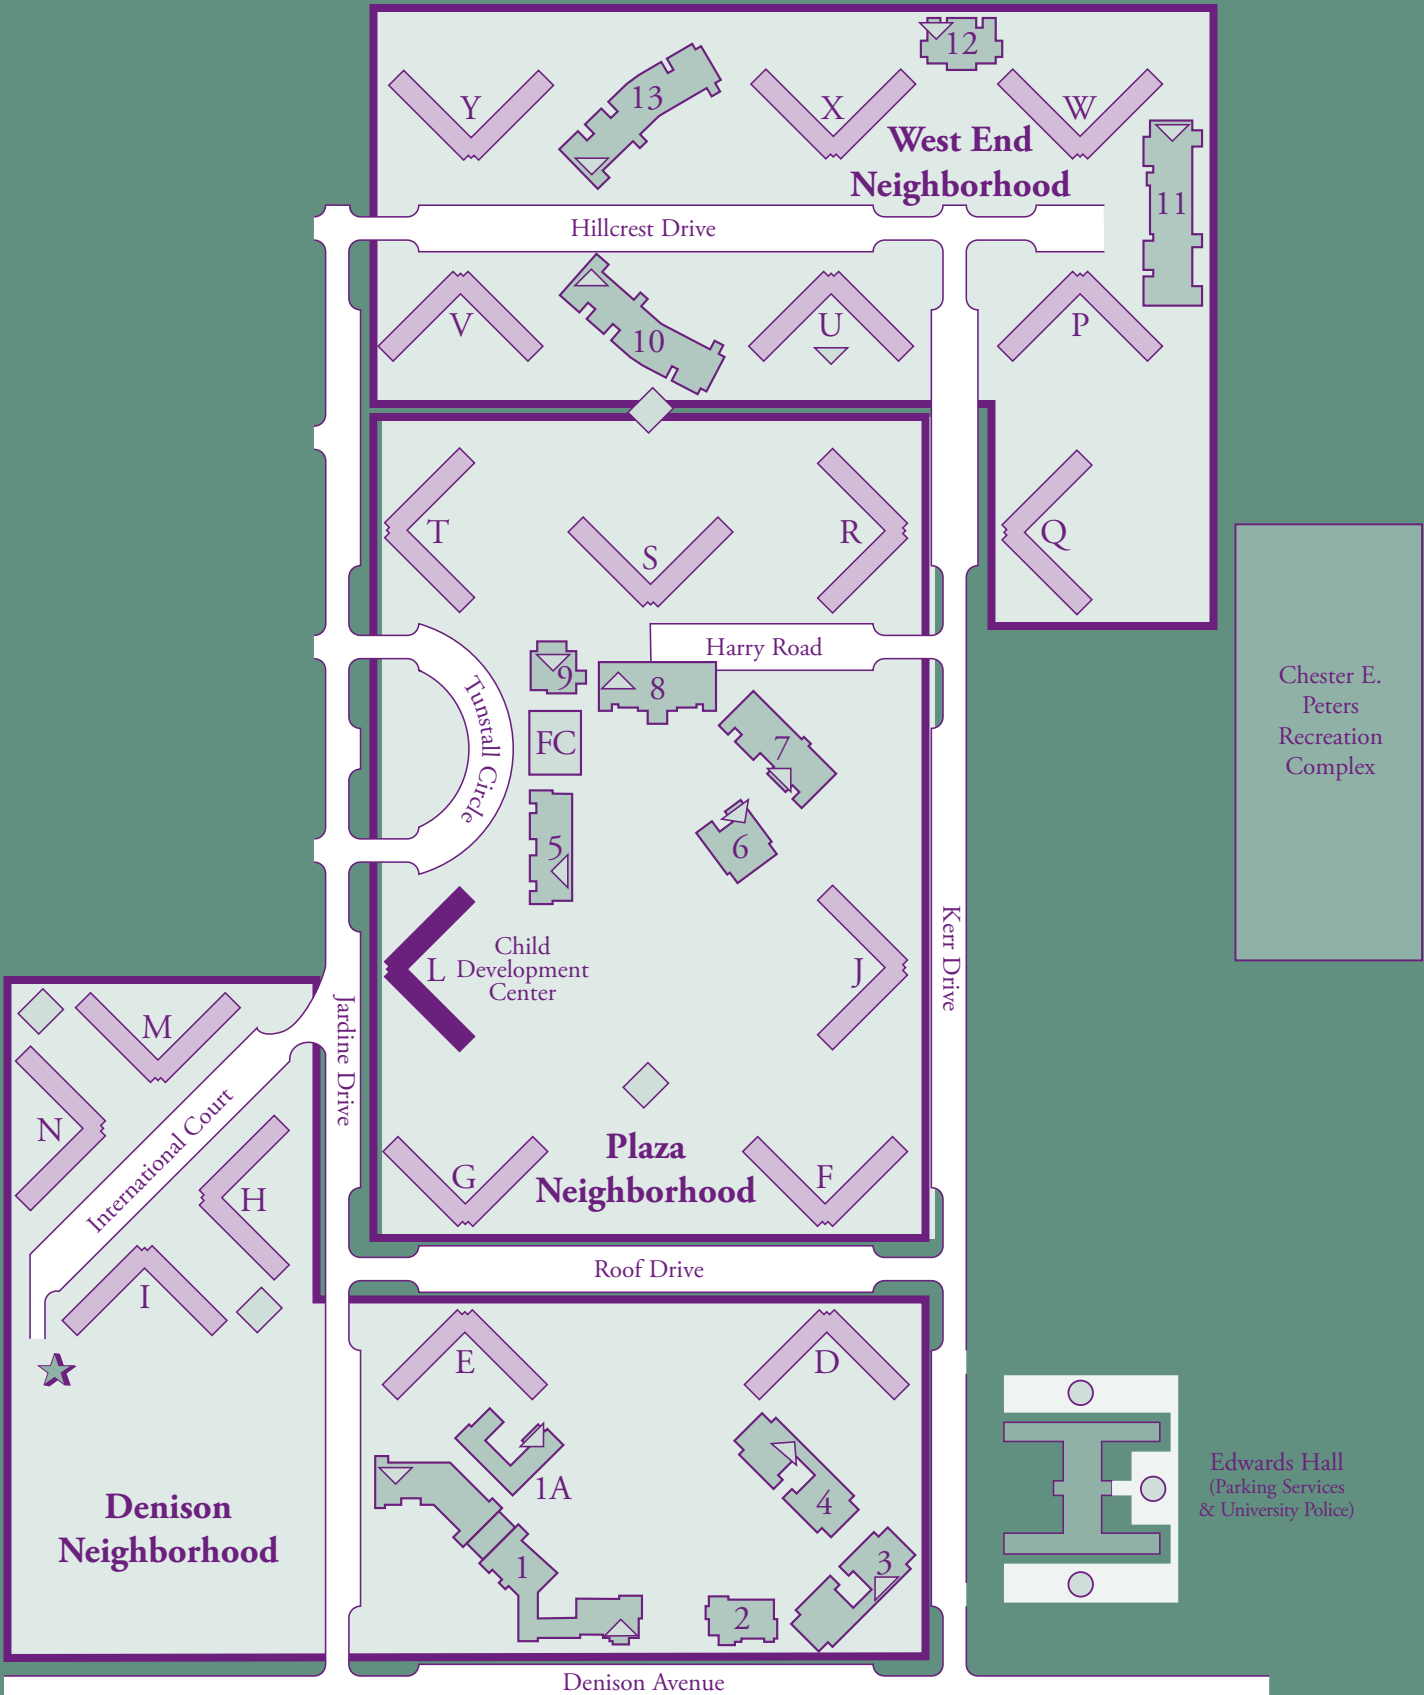 12
13
Y
X
W
West End
Neighborhood
11
Hillcrest Drive
V
10
U
P
T
S
R
Q
Harry Road
9
8
Tunstall Circle
FC
7
5
6
Chester E.
Peters
Recreation
Complex
Kerr Drive
L
Child
Development
Center
J
Jardine Drive
M
N
International Court
H
I
G
Plaza
Neighborhood
F
Roof Drive
E
D
1A
4
1
3
2
Denison
Neighborhood
Edwards Hall
(Parking Services
& University Police)
Denison Avenue